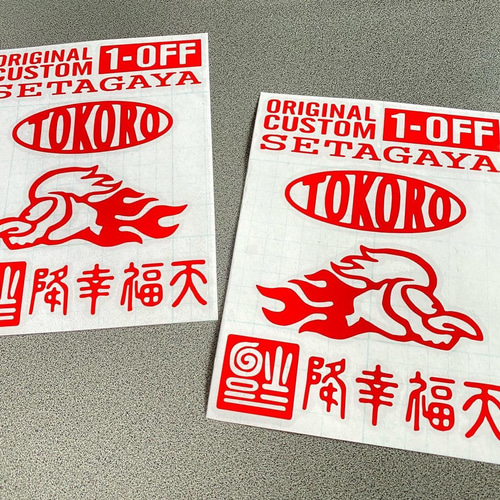 ORIGINAL
CUSTOM 1-OFF
SETAGAYA
TOKORO
降幸福天
ORIGINAL
CUSTOM 1-OFF
SETAGAYA
TOKORO
降幸福天